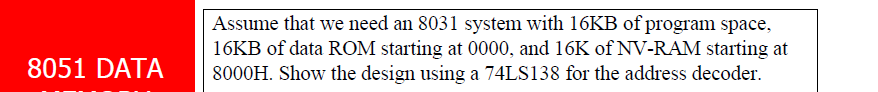 Assume that we need an 8031 system with 16KB of program space,
16KB of data ROM starting at 0000, and 16K of NV-RAM starting at
8000H. Show the design using a 74LS138 for the address decoder.
8051 DATA